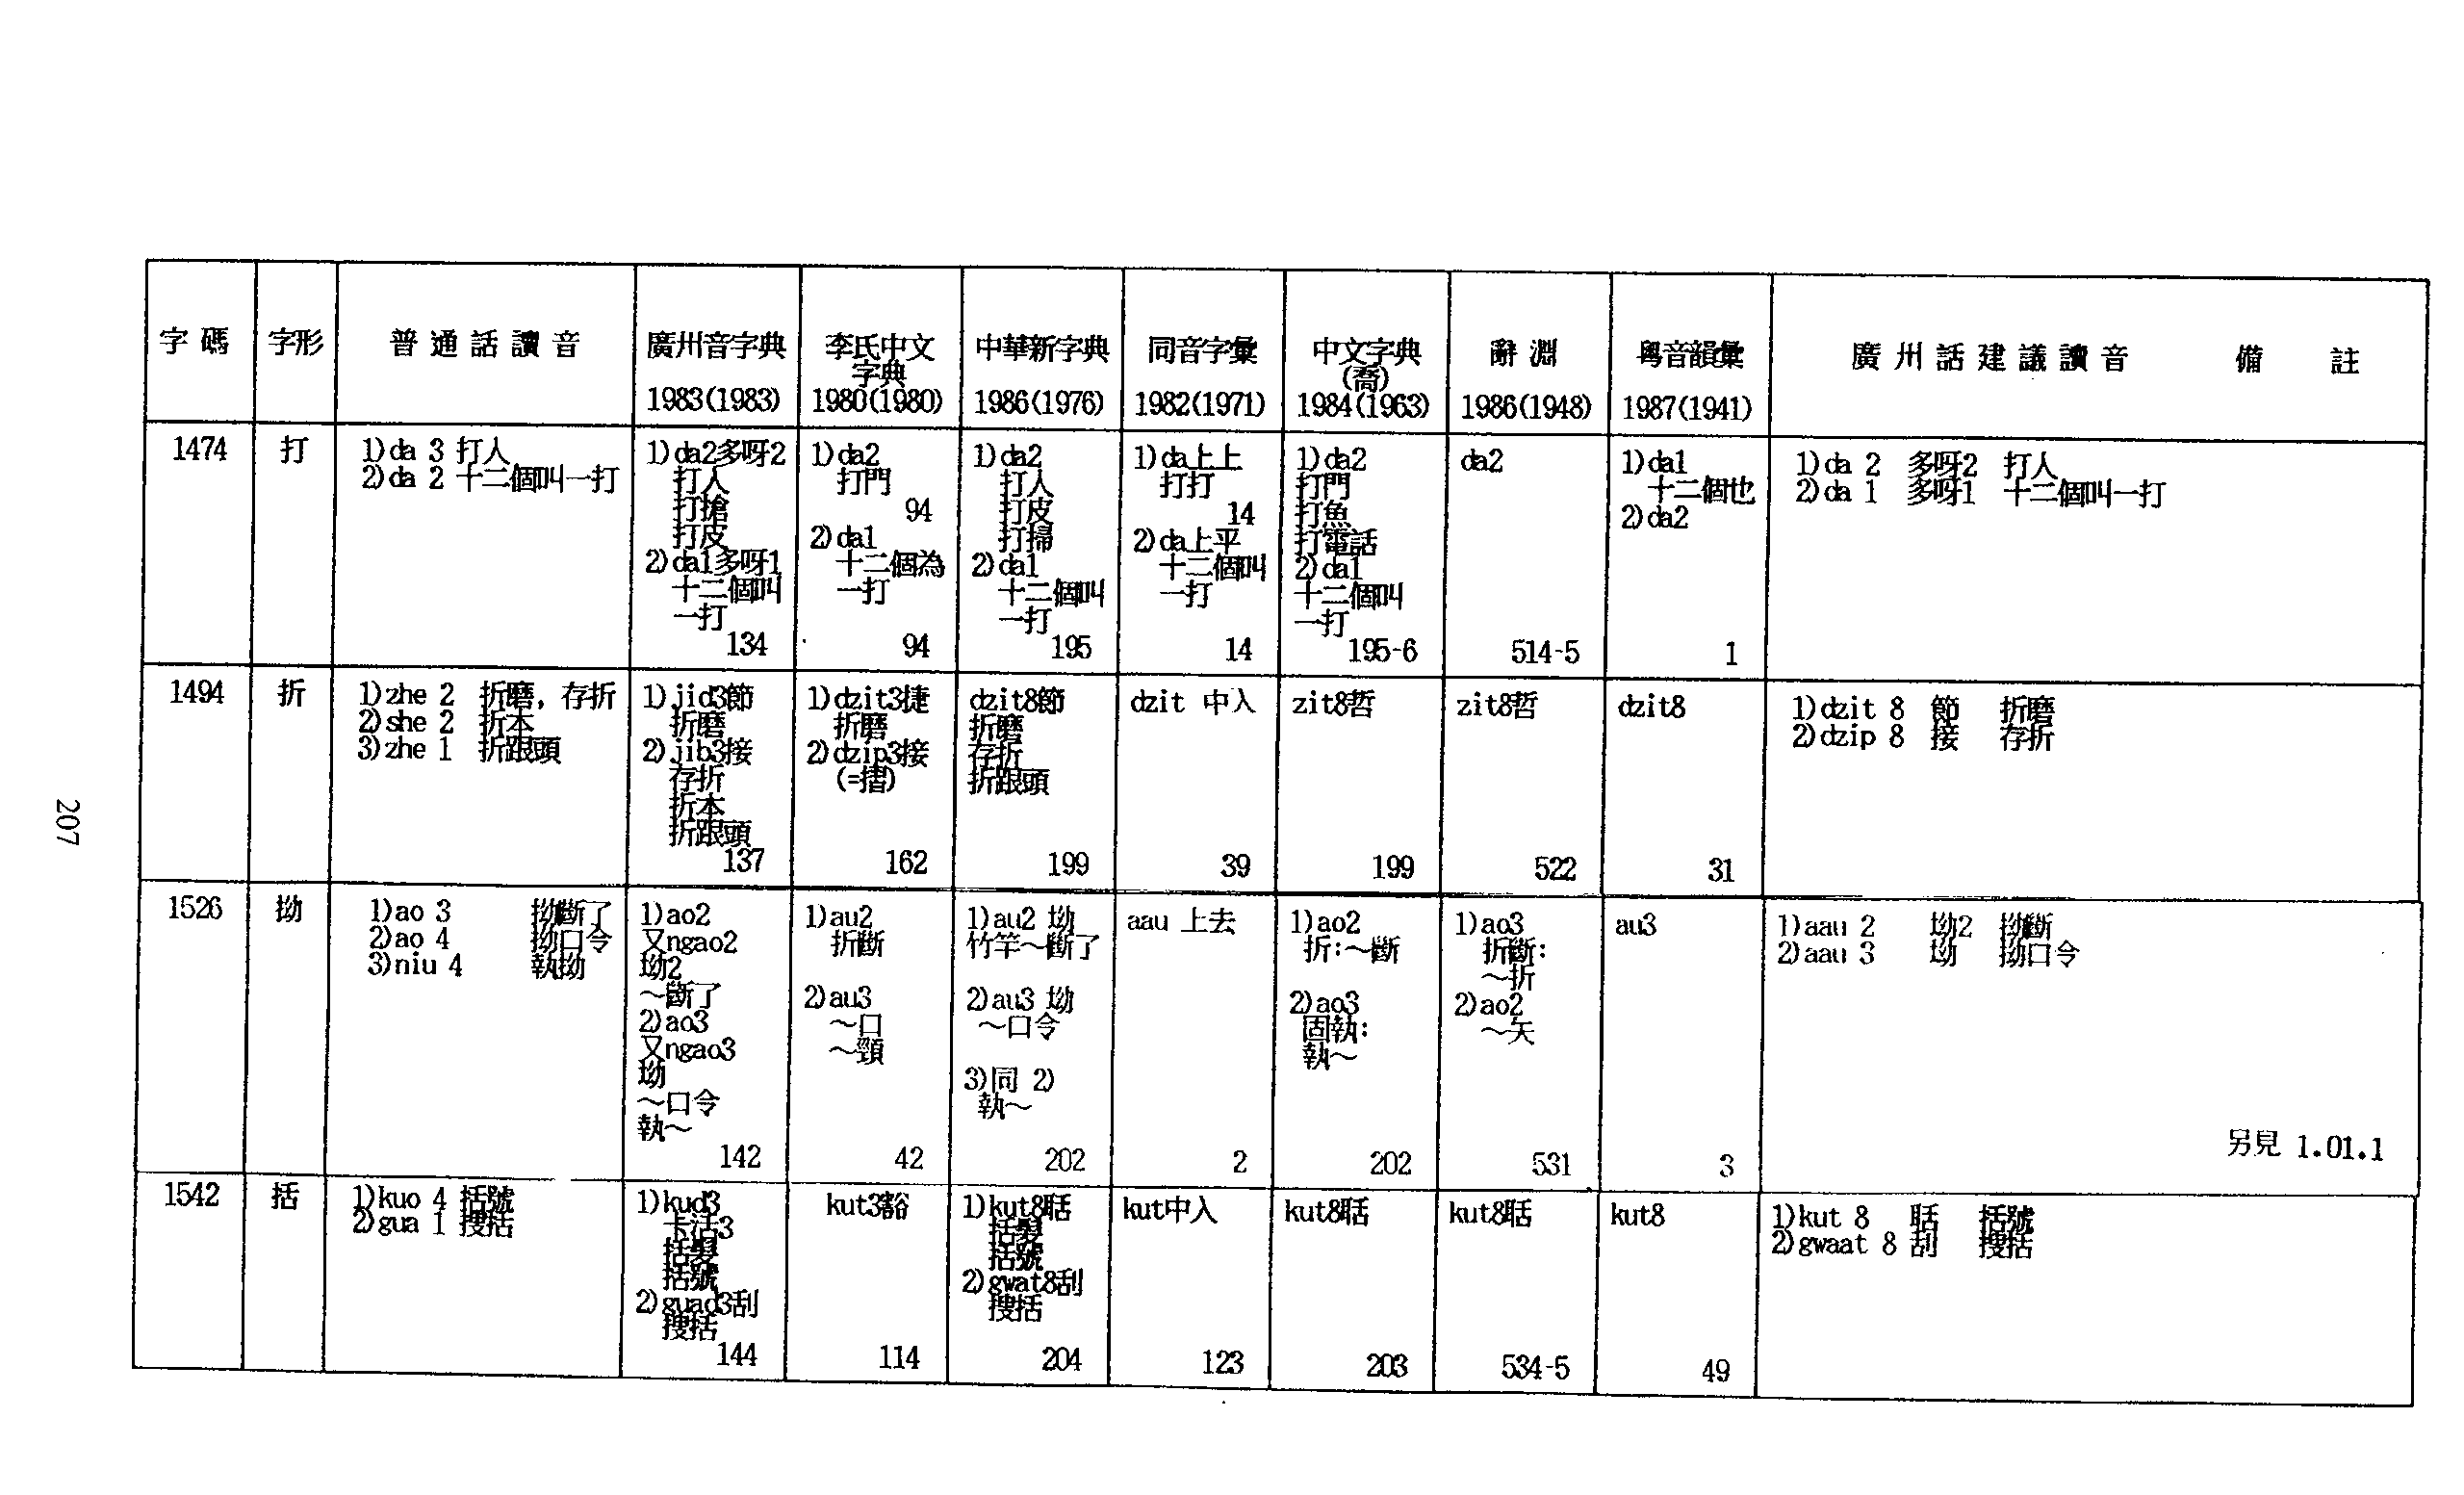 字碼 字形 普通話讀音 廣州音字典 李氏中文 中華新字典 同音字彙 中文字典 辭淵 粵音韻彙 廣州話建議讀音 備註
字典 (喬)
1983(1983) 1980(1980) 1986(1976) 1982(1971) 1984(1963) 1986(1948) 1987(1941)
1474
打
1)da 3 打人
2)da 2 十二個叫一打
1)da2多呀2
打人
打搶
打皮
2)da1多呀1
十二個叫
一打
134
1)da2
打門
94
2)da1
十二個為
一打
94
1)da2
打人
打皮
打掃
2)da1
十二個叫
一打
195
1)da上上
打打
14
2)da上平
十二個叫
一打
14
1)da2
打門
打魚
打電話
2)da1
十二個叫
一打
195-6
da2
514-5
1)da1
十二個也
2)da2
1
1)da 2 多呀2 打人
2)da 1 多呀1 十二個叫一打
1494
折
1)zhe 2 折磨, 存折
2)she 2 折本
3)zhe 1 折跟頭
1)jid3節
折磨
2)jib3接
存折
折本
折跟頭
137
1)dzit3捷
折磨
2)dzip3接
(=摺)
162
dzit8節
折磨
存折
折跟頭
199
dzit 中入
39
zit8哲
199
zit8哲
522
dzit8
31
1)dzit 8 節 折磨
2)dzip 8 接 存折
1526
拗
1)ao 3 拗斷了
2)ao 4 拗口令
3)niu 4 執拗
1)ao2
又ngao2
坳2
～斷了
2)ao3
又ngao3
坳
～口令
執～
142
1)au2
折斷
2)au3
～口
～頸
42
1)au2 坳
竹竿～斷了
2)au3 坳
～口令
3)同 2)
執～
202
aau 上去
2
1)ao2
折:～斷
2)ao3
固執:
執～
202
1)ao3
折斷:
～折
2)ao2
～矢
531
au3
3
1)aau 2 坳2 拗斷
2)aau 3 坳 拗口令
另見 1.01.1
1542
括
1)kuo 4 括號
2)gua 1 搜括
1)kud3
卡活3
括髮
括號
2)guad3刮
搜括
144
kut3豁
114
1)kut8聒
括髮
括號
2)gwat8刮
搜括
204
kut中入
123
kut8聒
203
kut8聒
534-5
kut8
49
1)kut 8 聒 括號
2)gwaat 8 刮 搜括
207